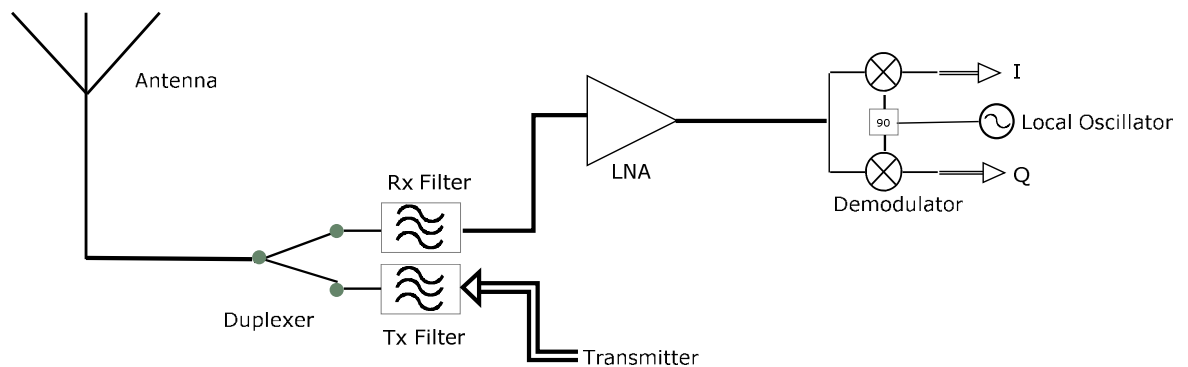 Antenna
I
90
Local Oscillator
LNA
Q
Rx Filter
Demodulator
Duplexer
Tx Filter
Transmitter